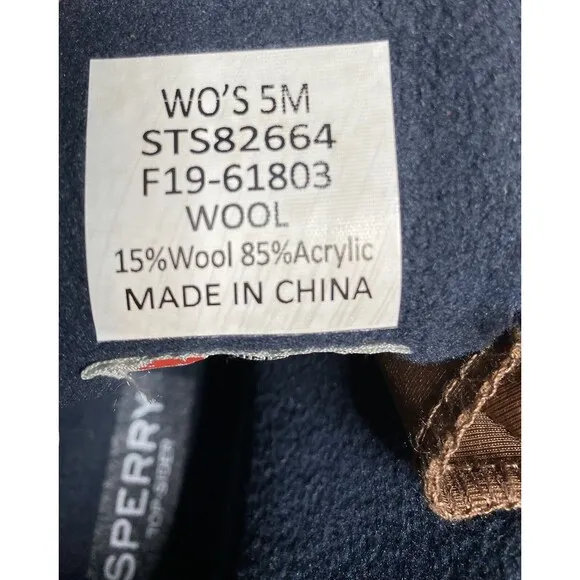 WO'S 5M
STS82664
F19-61803
WOOL
15%Wool 85%Acrylic
MADE IN CHINA
SPERRY
TOP-SIDER